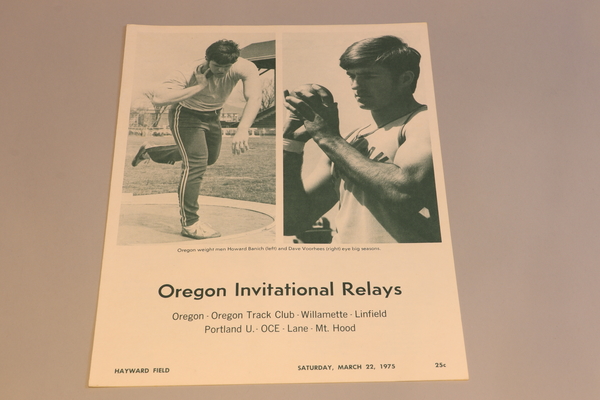 Oregon weight men Howard Banich (left) and Dave Voorhees (right) eye big seasons.
Oregon Invitational Relays
Oregon · Oregon Track Club · Willamette · Linfield
Portland U. · OCE · Lane · Mt. Hood
HAYWARD FIELD SATURDAY, MARCH 22, 1975 25c